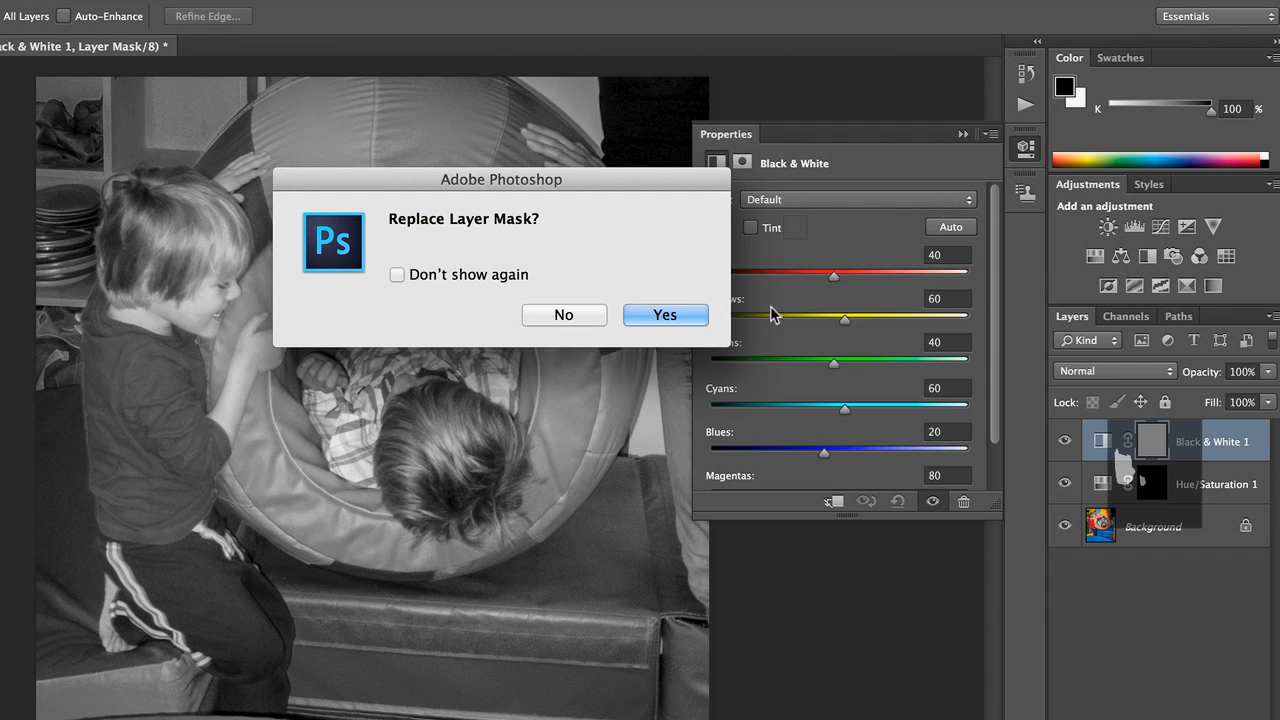 All Layers Auto-Enhance Refine Edge... Essentials
ck & White 1, Layer Mask/8) *
Color Swatches
K 100 %
Properties
Black & White
Default
Tint Auto
40
ws: 60
ns: 40
Cyans: 60
Blues: 20
Magentas: 80
Adobe Photoshop
Ps
Replace Layer Mask?
Don't show again
No Yes
Adjustments Styles
Add an adjustment
Layers Channels Paths
Kind
Normal Opacity: 100%
Lock: Fill: 100%
Black & White 1
Hue/Saturation 1
Background